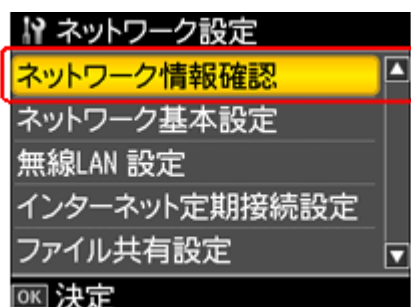 ネットワーク設定
ネットワーク情報確認
ネットワーク基本設定
無線LAN 設定
インターネット定期接続設定
ファイル共有設定
OK 決定